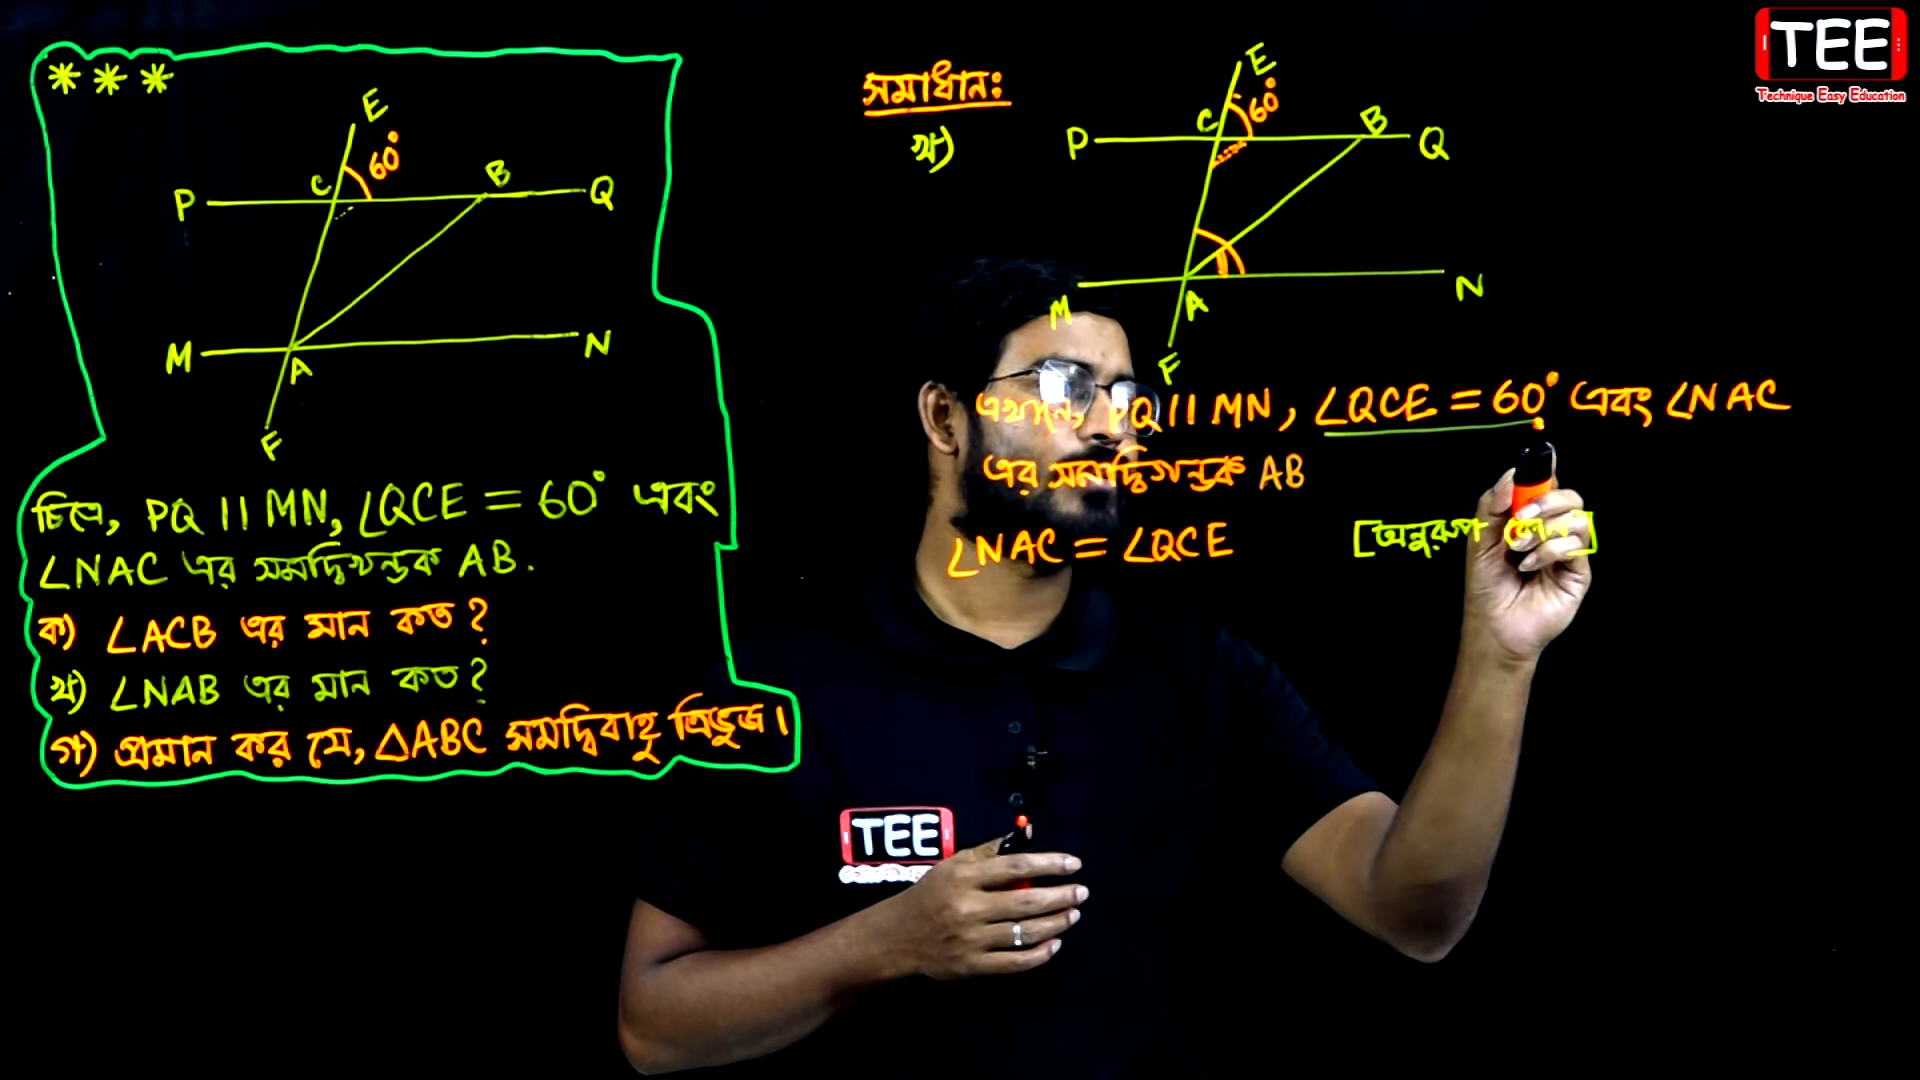 TEE
Technique Easy Education
***
E
60°
C
B
P
Q
M
A
N
F
চিত্রে, PQ || MN, ∠QCE = 60° এবং
∠NAC এর সমদ্বিখন্ডক AB.
ক) ∠ACB এর মান কত?
খ) ∠NAB এর মান কত?
গ) প্রমান কর যে, △ABC সমদ্বিবাহু ত্রিভুজ।
সমাধান:
খ)
E
60°
C
B
P
Q
M
A
N
F
এখানে, PQ || MN, ∠QCE = 60° এবং ∠NAC
এর সমদ্বিখন্ডক AB
∠NAC = ∠QCE [অনুরূপ
TEE